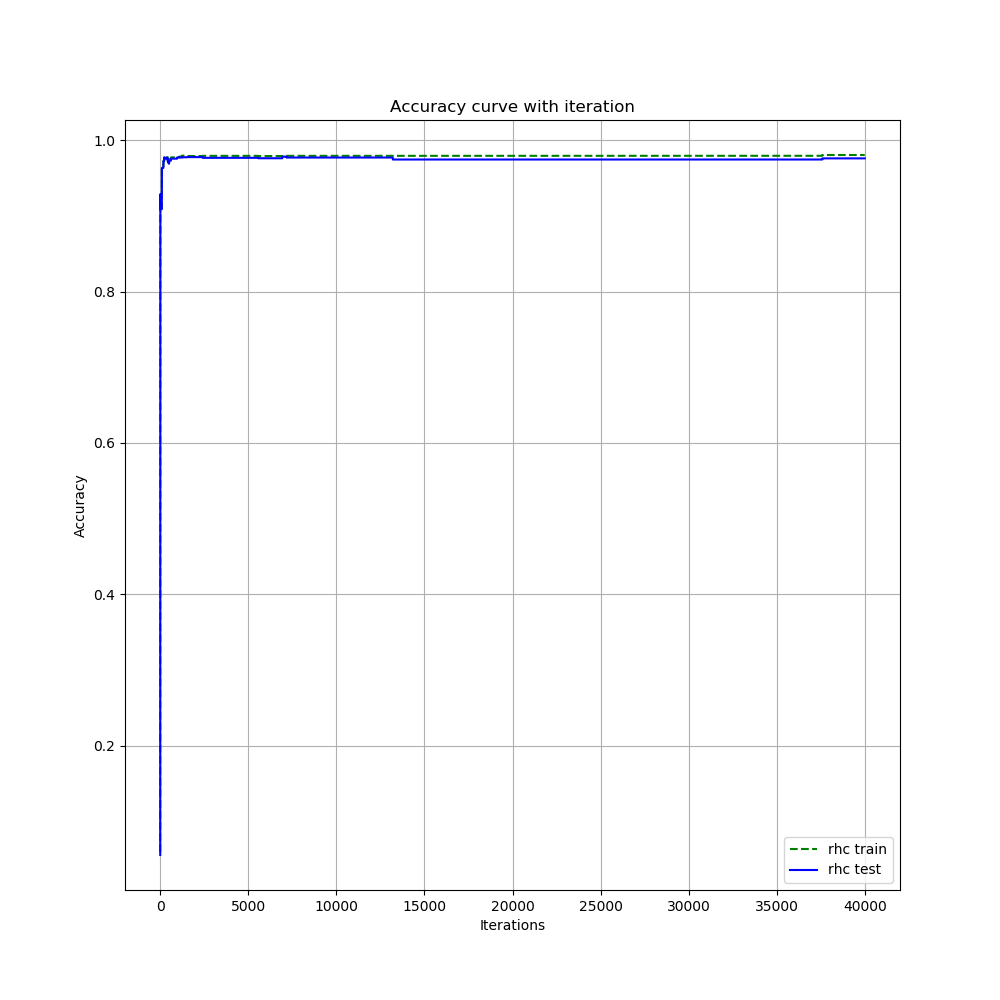 Accuracy curve with iteration
1.0
0.8
0.6
0.4
0.2
Accuracy
0 5000 10000 15000 20000 25000 30000 35000 40000
Iterations
rhc train
rhc test